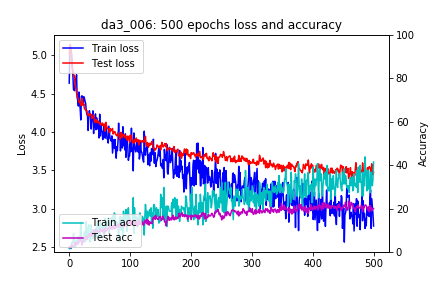 da3_006: 500 epochs loss and accuracy
Train loss
Test loss
Train acc
Test acc
Loss
5.0
4.5
4.0
3.5
3.0
2.5
0
100
200
300
400
500
100
80
60
40
20
0
Accuracy